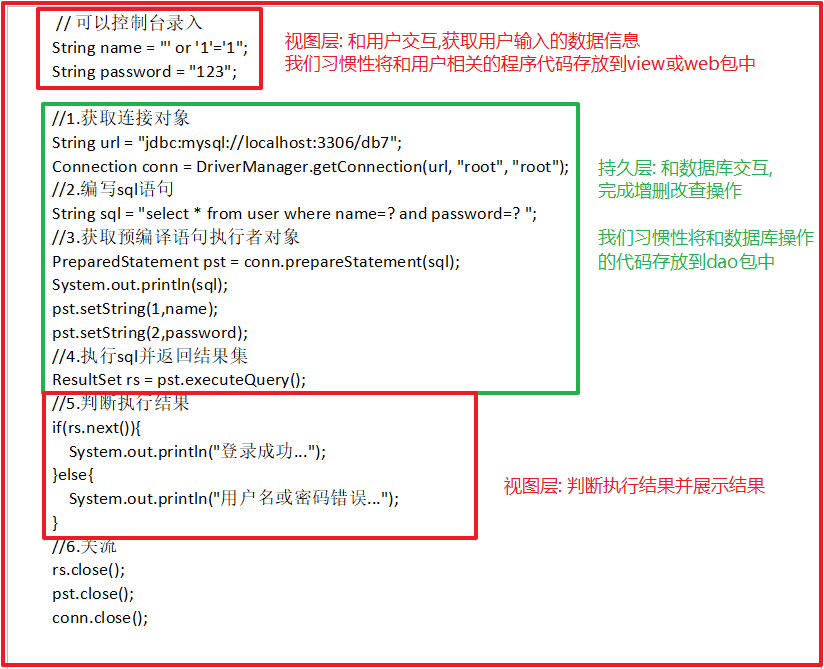 // 可以控制台录入
String name = "' or '1'='1";
String password = "123";
视图层: 和用户交互,获取用户输入的数据信息
我们习惯性将和用户相关的程序代码存放到view或web包中
//1.获取连接对象
String url = "jdbc:mysql://localhost:3306/db7";
Connection conn = DriverManager.getConnection(url, "root", "root");
//2.编写sql语句
String sql = "select * from user where name=? and password=? ";
//3.获取预编译语句执行者对象
PreparedStatement pst = conn.prepareStatement(sql);
System.out.println(sql);
pst.setString(1,name);
pst.setString(2,password);
//4.执行sql并返回结果集
ResultSet rs = pst.executeQuery();
持久层: 和数据库交互,
完成增删改查操作
我们习惯性将和数据库操作
的代码存放到dao包中
//5.判断执行结果
if(rs.next()){
System.out.println("登录成功...");
}else{
System.out.println("用户名或密码错误...");
}
视图层: 判断执行结果并展示结果
//6.关流
rs.close();
pst.close();
conn.close();